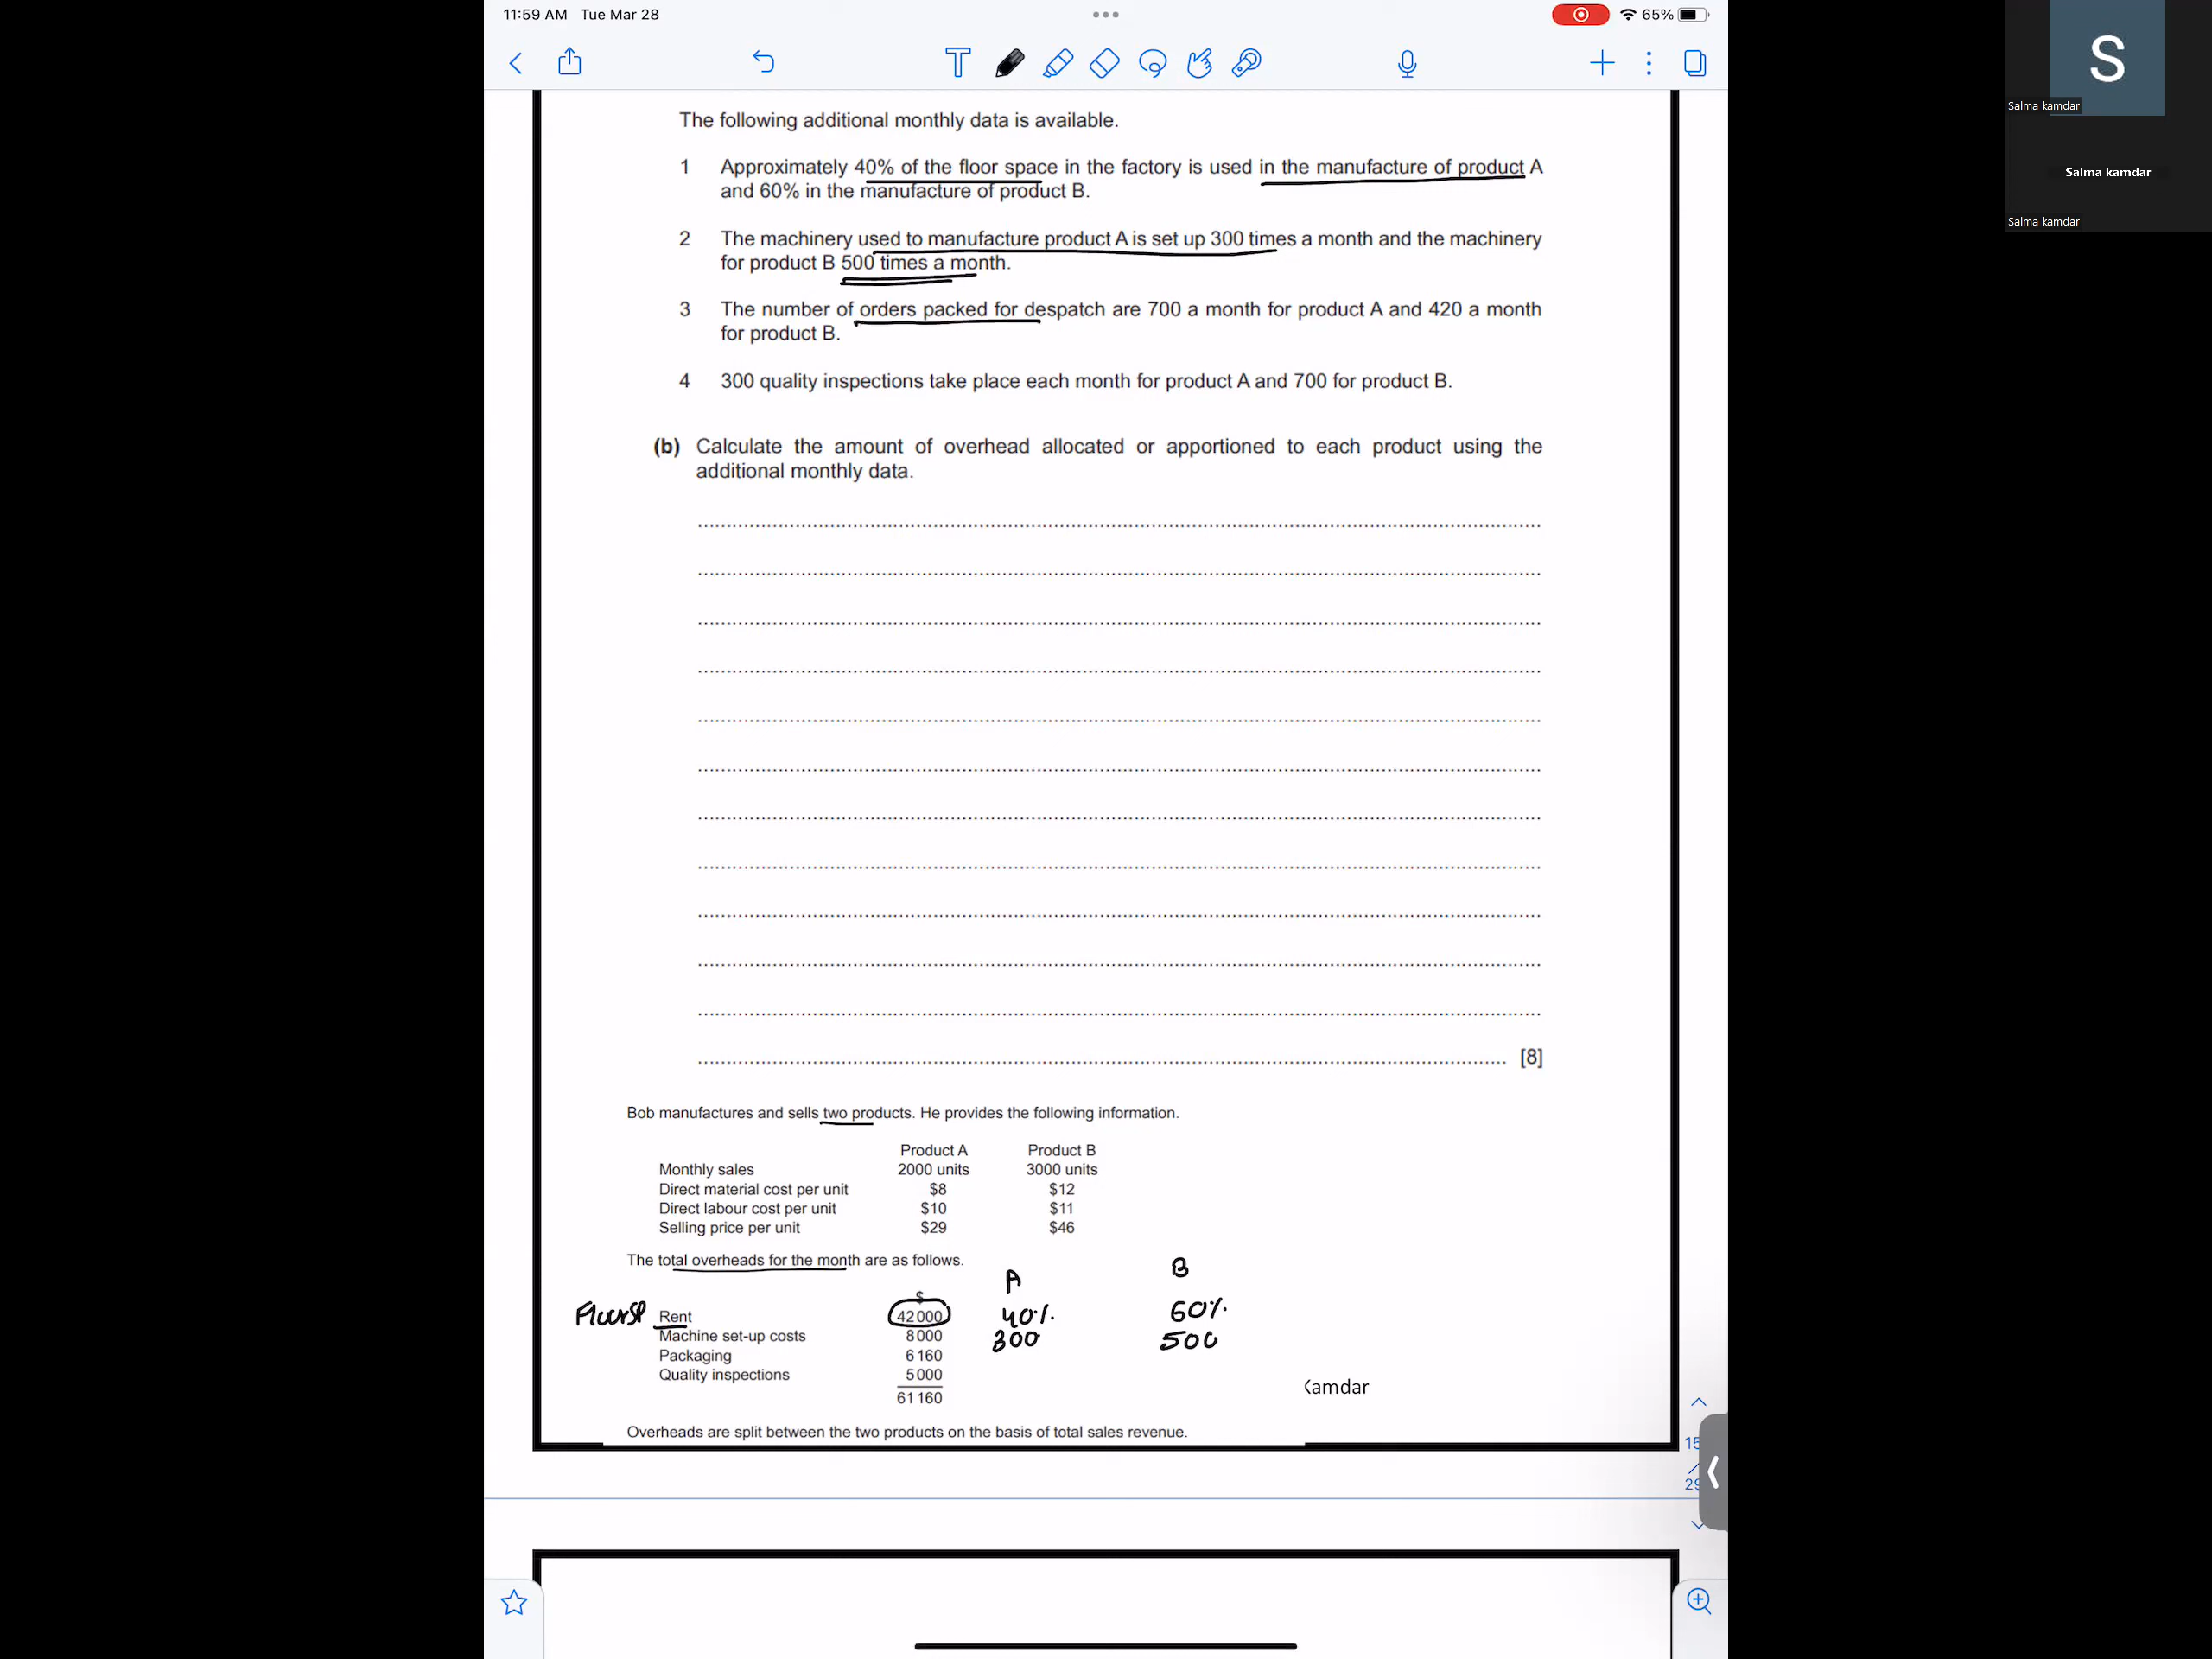 11:59 AM Tue Mar 28
65%
S
Salma kamdar
Salma kamdar
Salma kamdar
The following additional monthly data is available.
1 Approximately 40% of the floor space in the factory is used in the manufacture of product A
and 60% in the manufacture of product B.
2 The machinery used to manufacture product A is set up 300 times a month and the machinery
for product B 500 times a month.
3 The number of orders packed for despatch are 700 a month for product A and 420 a month
for product B.
4 300 quality inspections take place each month for product A and 700 for product B.
(b) Calculate the amount of overhead allocated or apportioned to each product using the
additional monthly data.
[8]
Bob manufactures and sells two products. He provides the following information.
Product A Product B
Monthly sales 2000 units 3000 units
Direct material cost per unit $8 $12
Direct labour cost per unit $10 $11
Selling price per unit $29 $46
The total overheads for the month are as follows.
A B
$
Rent 42 000 40% 60%
Machine set-up costs 8 000 300 500
Packaging 6 160
Quality inspections 5 000
61 160
Kamdar
Overheads are split between the two products on the basis of total sales revenue.
15